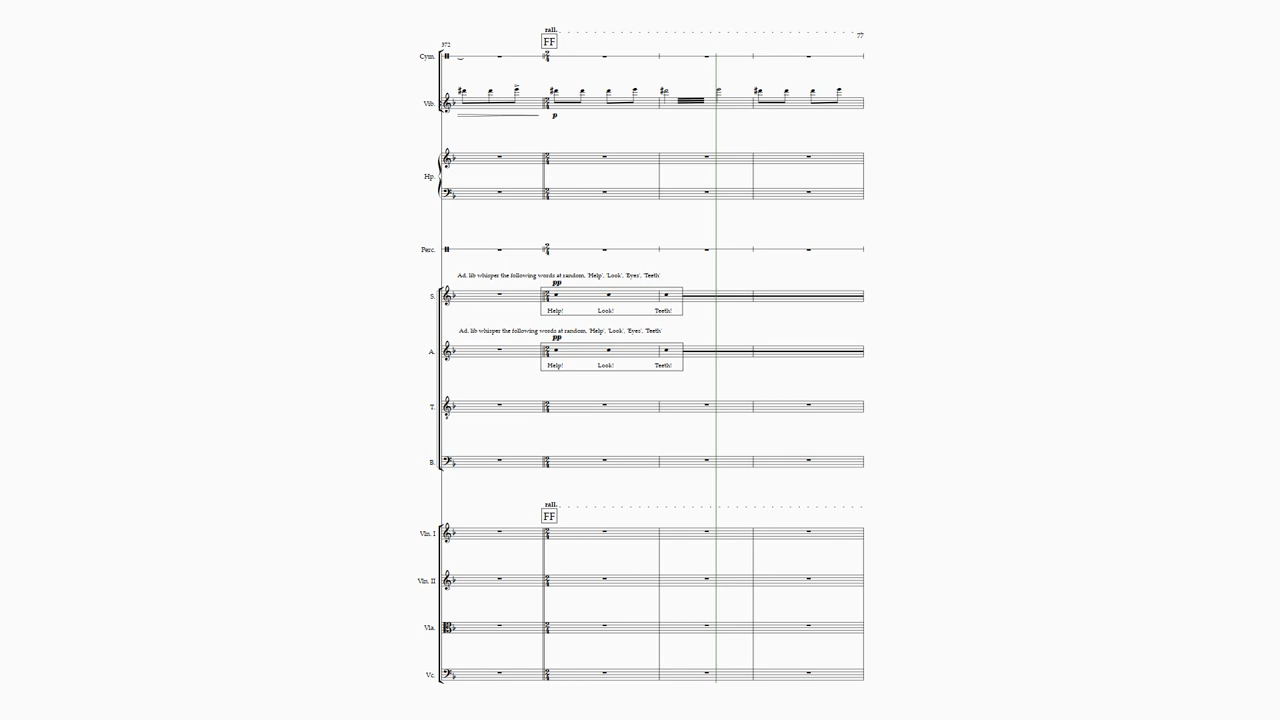 rall.
FF
77
372
Cym.
Vib.
p
Hp.
Perc.
Ad. lib whisper the following words at random, 'Help', 'Look', 'Eyes', 'Teeth'
pp
S.
Help! Look! Teeth!
Ad. lib whisper the following words at random, 'Help', 'Look', 'Eyes', 'Teeth'
pp
A.
Help! Look! Teeth!
T.
B.
rall.
FF
Vln. I
Vln. II
Vla.
Vc.